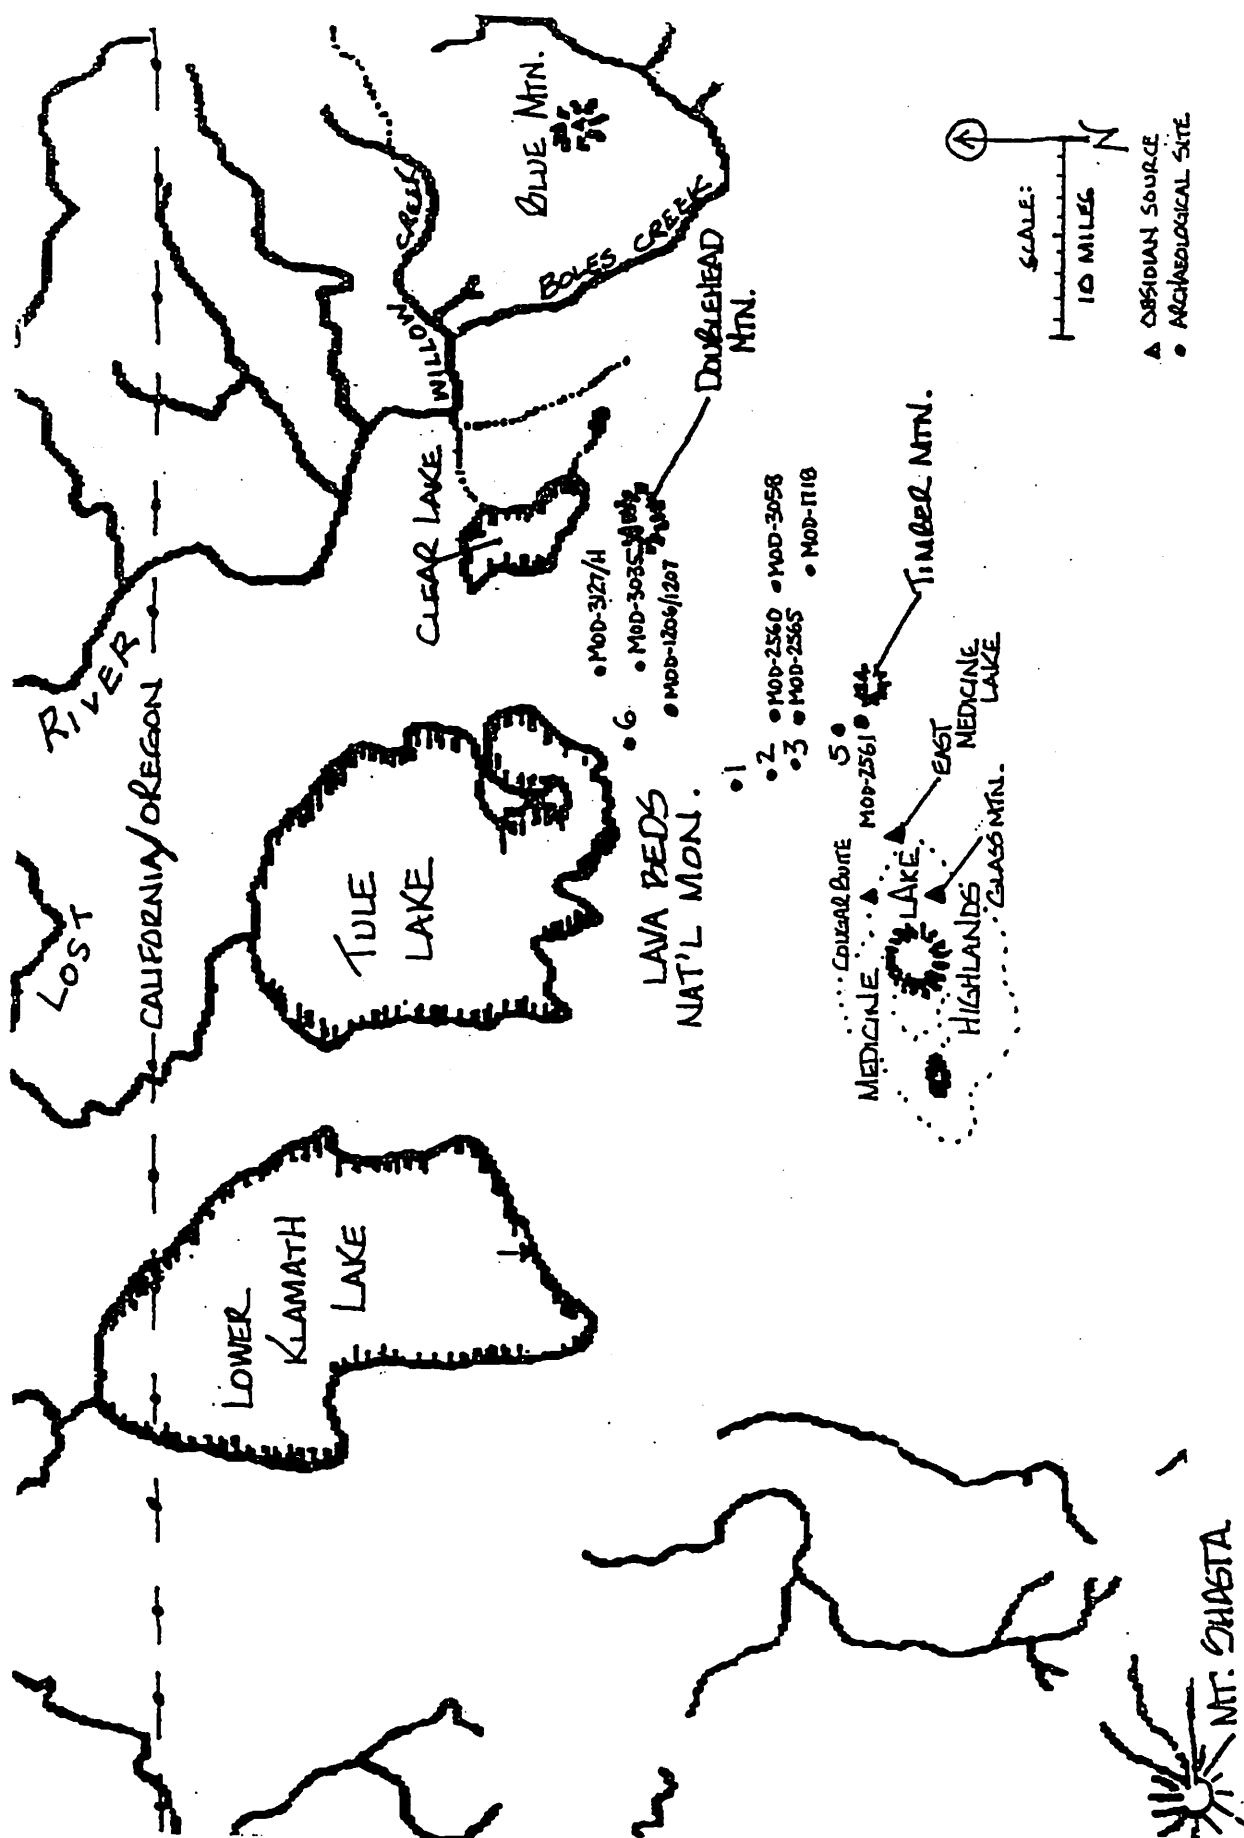 LOST
RIVER
CALIFORNIA/OREGON
LOWER
KLAMATH
LAKE
TULE
LAKE
CLEAR LAKE
WILLOW CREEK
BOLES CREEK
BLUE MTN.
DOUBLEHEAD
MTN.
LAVA BEDS
NAT'L MON.
MOD-3127/H
6
MOD-3035
MOD-1206/1207
1
2
MOD-2560
MOD-3058
3
MOD-2565
MOD-1718
5
MOD-2561
TIMBER MTN.
COUGAR BUTTE
MEDICINE
LAKE
HIGHLANDS
EAST
MEDICINE
LAKE
GLASS MTN.
MT. SHASTA
SCALE:
10 MILES
N
OBSIDIAN SOURCE
ARCHAEOLOGICAL SITE